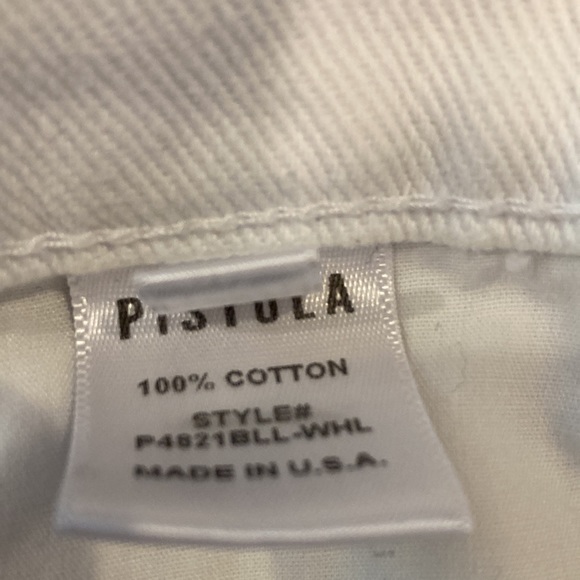 PISTOLA
100% COTTON
STYLE#
P4821BLL-WHL
MADE IN U.S.A.